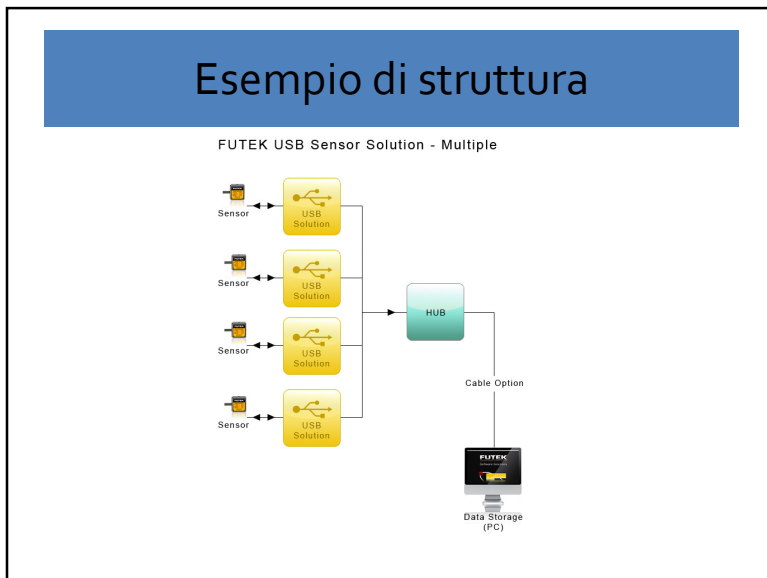 Esempio di struttura
FUTEK USB Sensor Solution - Multiple
Sensor
USB
Solution
Sensor
USB
Solution
Sensor
USB
Solution
Sensor
USB
Solution
HUB
Cable Option
FUTEK
Data Storage
(PC)